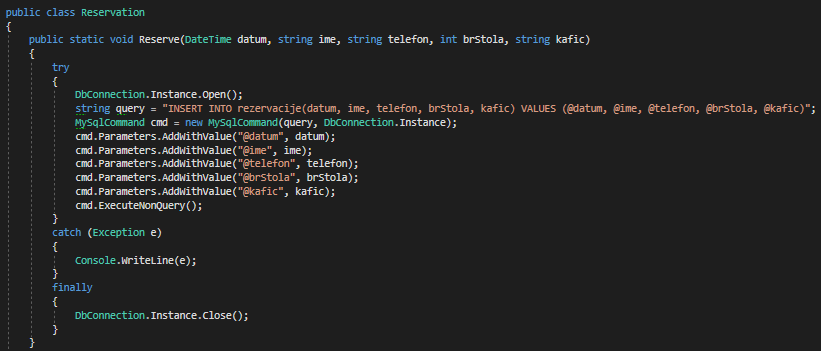 public class Reservation
{
public static void Reserve(DateTime datum, string ime, string telefon, int brStola, string kafic)
{
try
{
DbConnection.Instance.Open();
string query = "INSERT INTO rezervacije(datum, ime, telefon, brStola, kafic) VALUES (@datum, @ime, @telefon, @brStola, @kafic)";
MySqlCommand cmd = new MySqlCommand(query, DbConnection.Instance);
cmd.Parameters.AddWithValue("@datum", datum);
cmd.Parameters.AddWithValue("@ime", ime);
cmd.Parameters.AddWithValue("@telefon", telefon);
cmd.Parameters.AddWithValue("@brStola", brStola);
cmd.Parameters.AddWithValue("@kafic", kafic);
cmd.ExecuteNonQuery();
}
catch (Exception e)
{
Console.WriteLine(e);
}
finally
{
DbConnection.Instance.Close();
}
}